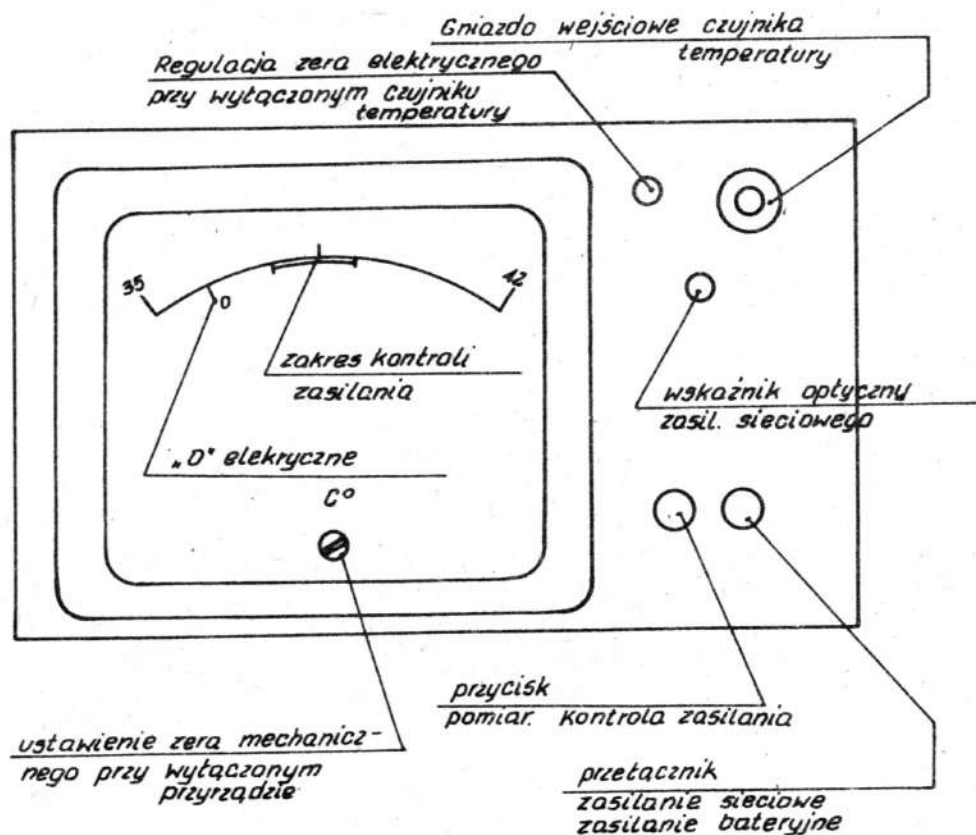 Gniazdo wejściowe czujnika
temperatury
Regulacja zera elektrycznego
przy wyłączonym czujniku
temperatury
35
0
42
zakres kontroli
zasilania
wskaźnik optyczny
zasil. sieciowego
„0" elekryczne
C°
przycisk
pomiar. kontrola zasilania
ustawienie zera mechanicz-
nego przy wyłączonym
przyrządzie
przełącznik
zasilanie sieciowe
zasilanie bateryjne